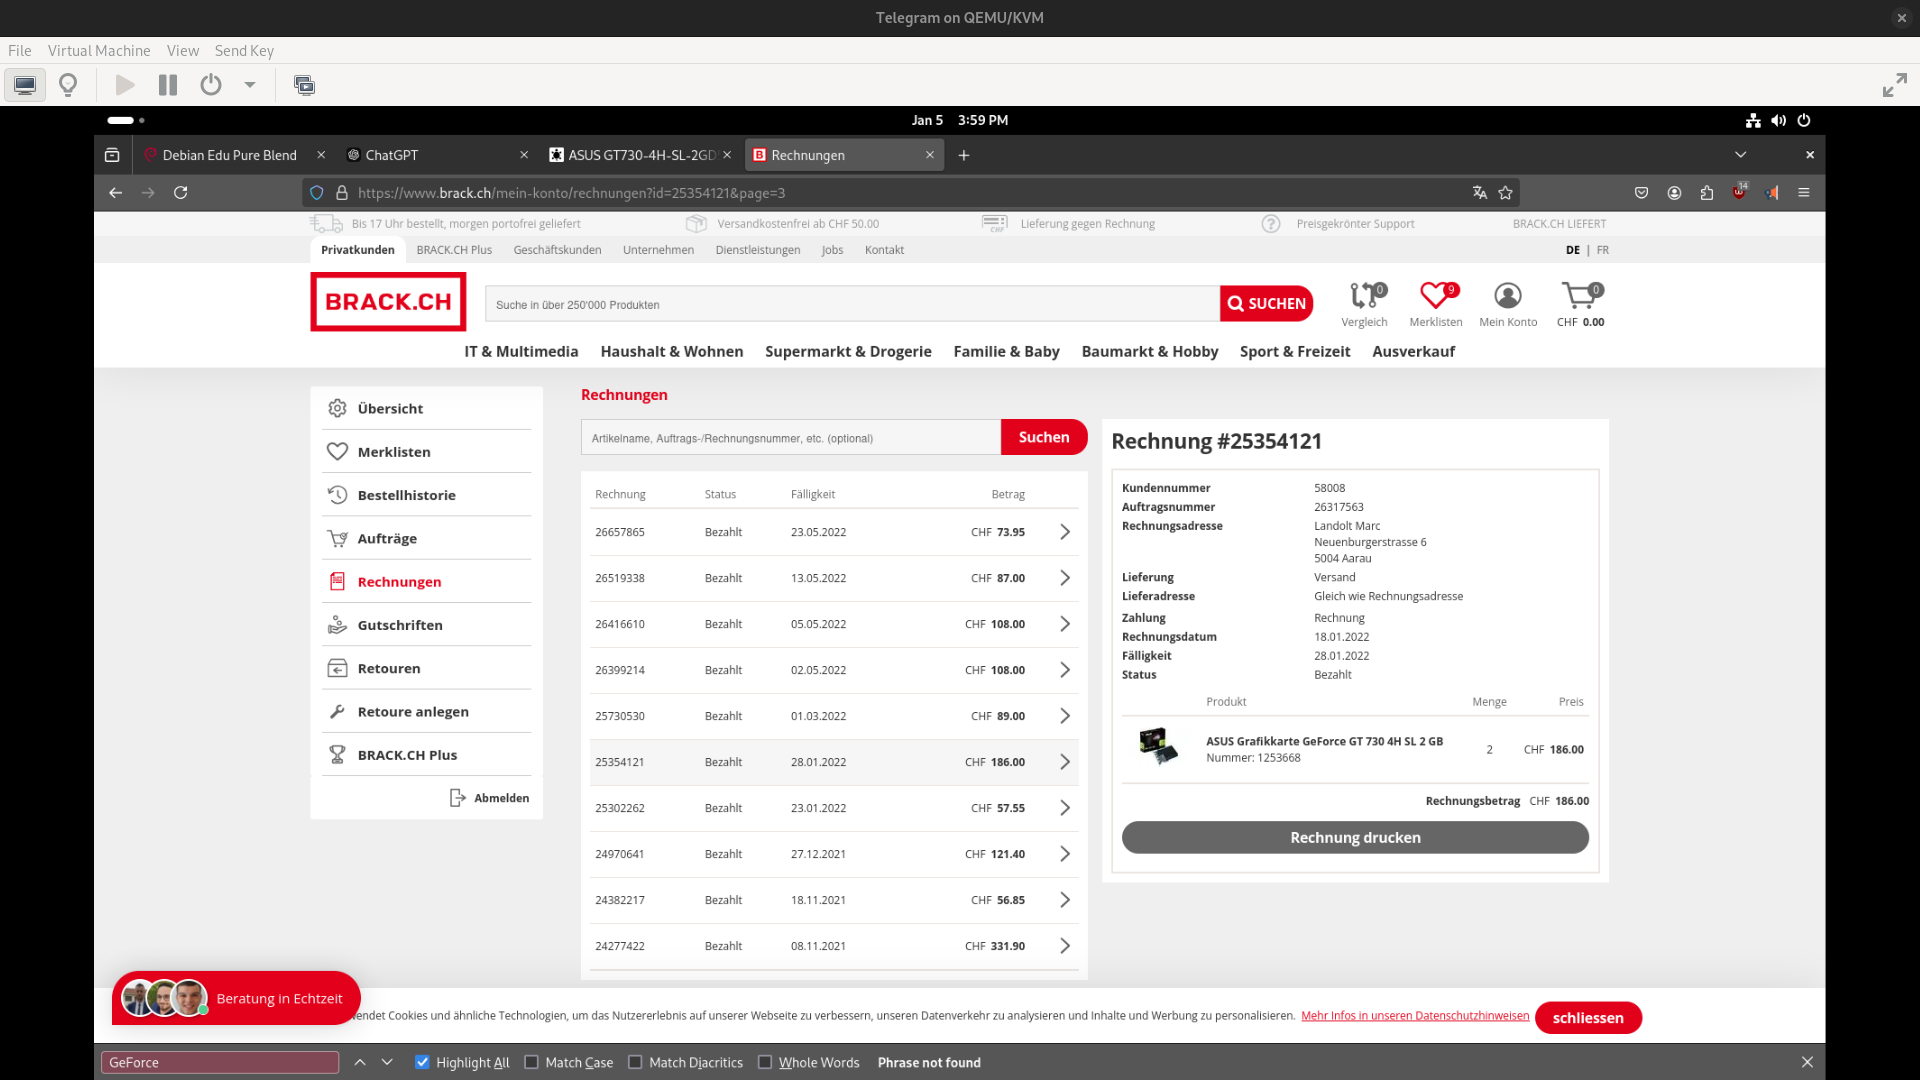 Telegram on QEMU/KVM
File Virtual Machine View Send Key
Jan 5 3:59 PM
Debian Edu Pure Blend
ChatGPT
ASUS GT730-4H-SL-2GD
Rechnungen
https://www.brack.ch/mein-konto/rechnungen?id=25354121&page=3
14
Bis 17 Uhr bestellt, morgen portofrei geliefert
Versandkostenfrei ab CHF 50.00
CHF
Lieferung gegen Rechnung
Preisgekrönter Support
BRACK.CH LIEFERT
Privatkunden BRACK.CH Plus Geschäftskunden Unternehmen Dienstleistungen Jobs Kontakt
DE | FR
BRACK.CH
Suche in über 250'000 Produkten
SUCHEN
0
Vergleich
9
Merklisten
Mein Konto
0
CHF 0.00
IT & Multimedia Haushalt & Wohnen Supermarkt & Drogerie Familie & Baby Baumarkt & Hobby Sport & Freizeit Ausverkauf
Übersicht
Merklisten
Bestellhistorie
Aufträge
Rechnungen
Gutschriften
Retouren
Retoure anlegen
BRACK.CH Plus
Abmelden
Rechnungen
Artikelname, Auftrags-/Rechnungsnummer, etc. (optional)
Suchen
Rechnung Status Fälligkeit Betrag
26657865 Bezahlt 23.05.2022 CHF 73.95
26519338 Bezahlt 13.05.2022 CHF 87.00
26416610 Bezahlt 05.05.2022 CHF 108.00
26399214 Bezahlt 02.05.2022 CHF 108.00
25730530 Bezahlt 01.03.2022 CHF 89.00
25354121 Bezahlt 28.01.2022 CHF 186.00
25302262 Bezahlt 23.01.2022 CHF 57.55
24970641 Bezahlt 27.12.2021 CHF 121.40
24382217 Bezahlt 18.11.2021 CHF 56.85
24277422 Bezahlt 08.11.2021 CHF 331.90
Rechnung #25354121
Kundennummer 58008
Auftragsnummer 26317563
Rechnungsadresse Landolt Marc
Neuenburgerstrasse 6
5004 Aarau
Lieferung Versand
Lieferadresse Gleich wie Rechnungsadresse
Zahlung Rechnung
Rechnungsdatum 18.01.2022
Fälligkeit 28.01.2022
Status Bezahlt
Produkt Menge Preis
ASUS Grafikkarte GeForce GT 730 4H SL 2 GB 2 CHF 186.00
Nummer: 1253668
Rechnungsbetrag CHF 186.00
Rechnung drucken
Beratung in Echtzeit
endet Cookies und ähnliche Technologien, um das Nutzererlebnis auf unserer Webseite zu verbessern, unseren Datenverkehr zu analysieren und Inhalte und Werbung zu personalisieren. Mehr Infos in unseren Datenschutzhinweisen
schliessen
GeForce
Highlight All Match Case Match Diacritics Whole Words Phrase not found